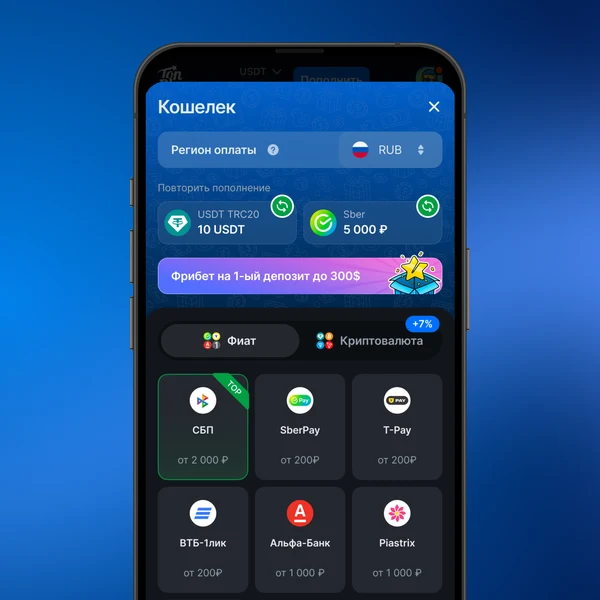 USDT
Пополнить
Кошелек
Регион оплаты ?
RUB
Повторить пополнение
USDT TRC20
10 USDT
Sber
5 000 ₽
Фрибет на 1-ый депозит до 300$
+7%
Фиат
Криптовалюта
TOP
СБП
от 2 000 ₽
Pay
SberPay
от 200₽
PAY
T-Pay
от 200₽
ВТБ-1лик
от 200₽
А
Альфа-Банк
от 1 000 ₽
Piastrix
от 1 000 ₽